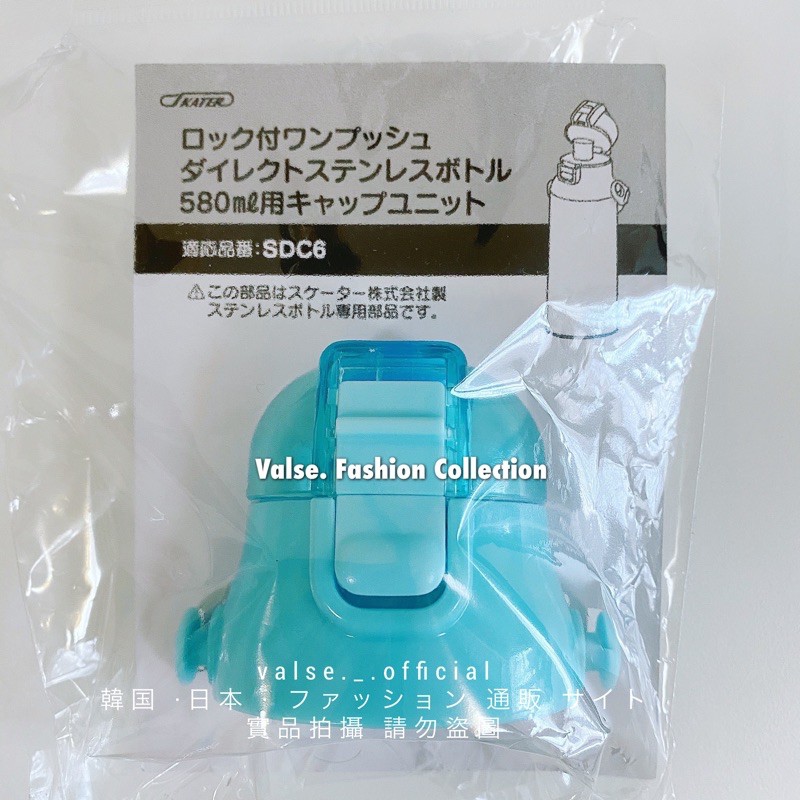 SKATER
ロック付ワンプッシュ
ダイレクトステンレスボトル
580㎖用キャップユニット
適応品番:SDC6
⚠この部品はスケーター株式会社製
ステンレスボトル専用部品です。
Valse. Fashion Collection
valse._.official
韓国 ·日本 · ファッション 通販 サイト
實品拍攝 請勿盜圖